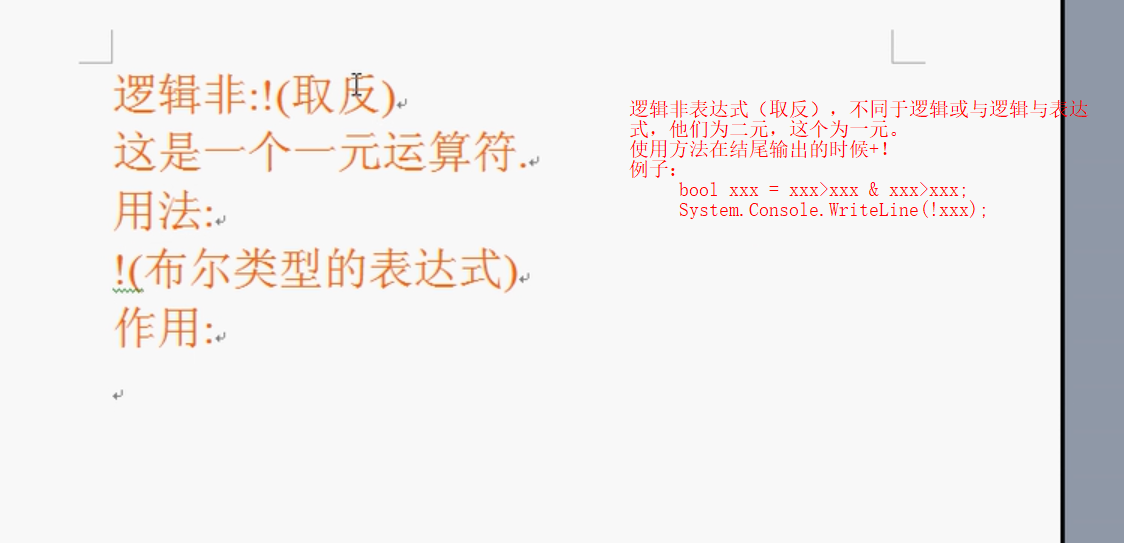 逻辑非:!(取反)
这是一个一元运算符.
用法:
!(布尔类型的表达式)
作用:
逻辑非表达式（取反），不同于逻辑或与逻辑与表达
式，他们为二元，这个为一元。
使用方法在结尾输出的时候+！
例子：
bool xxx = xxx>xxx & xxx>xxx;
System.Console.WriteLine(!xxx);